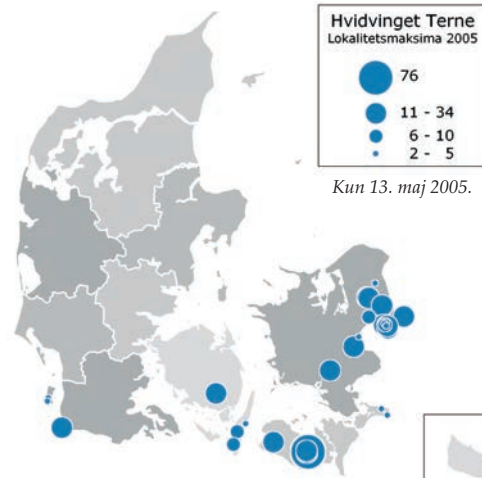 Hvidvinget Terne
Lokalitetsmaksima 2005
76
11 - 34
6 - 10
2 - 5
Kun 13. maj 2005.